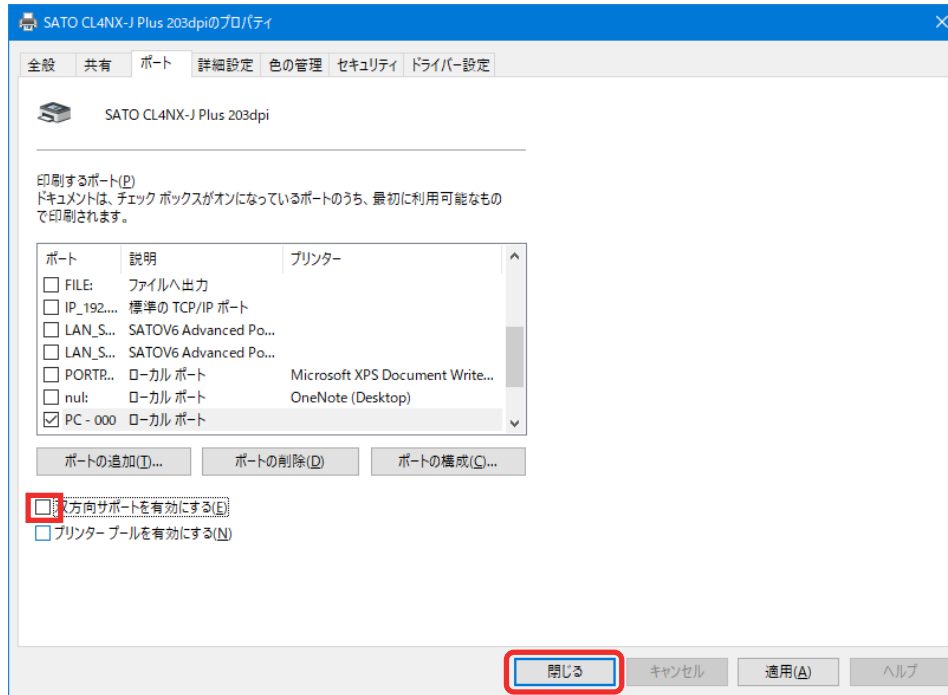 SATO CL4NX-J Plus 203dpiのプロパティ
全般 共有 ポート 詳細設定 色の管理 セキュリティ ドライバー設定
SATO CL4NX-J Plus 203dpi
印刷するポート(P)
ドキュメントは、チェック ボックスがオンになっているポートのうち、最初に利用可能なもの
で印刷されます。
ポート 説明 プリンター
FILE: ファイルへ出力
IP_192.... 標準の TCP/IP ポート
LAN_S... SATOV6 Advanced Po...
LAN_S... SATOV6 Advanced Po...
PORTP... ローカル ポート Microsoft XPS Document Write...
nul: ローカル ポート OneNote (Desktop)
PC - 000 ローカル ポート
ポートの追加(T)... ポートの削除(D) ポートの構成(C)...
双方向サポートを有効にする(E)
プリンター プールを有効にする(N)
閉じる キャンセル 適用(A) ヘルプ